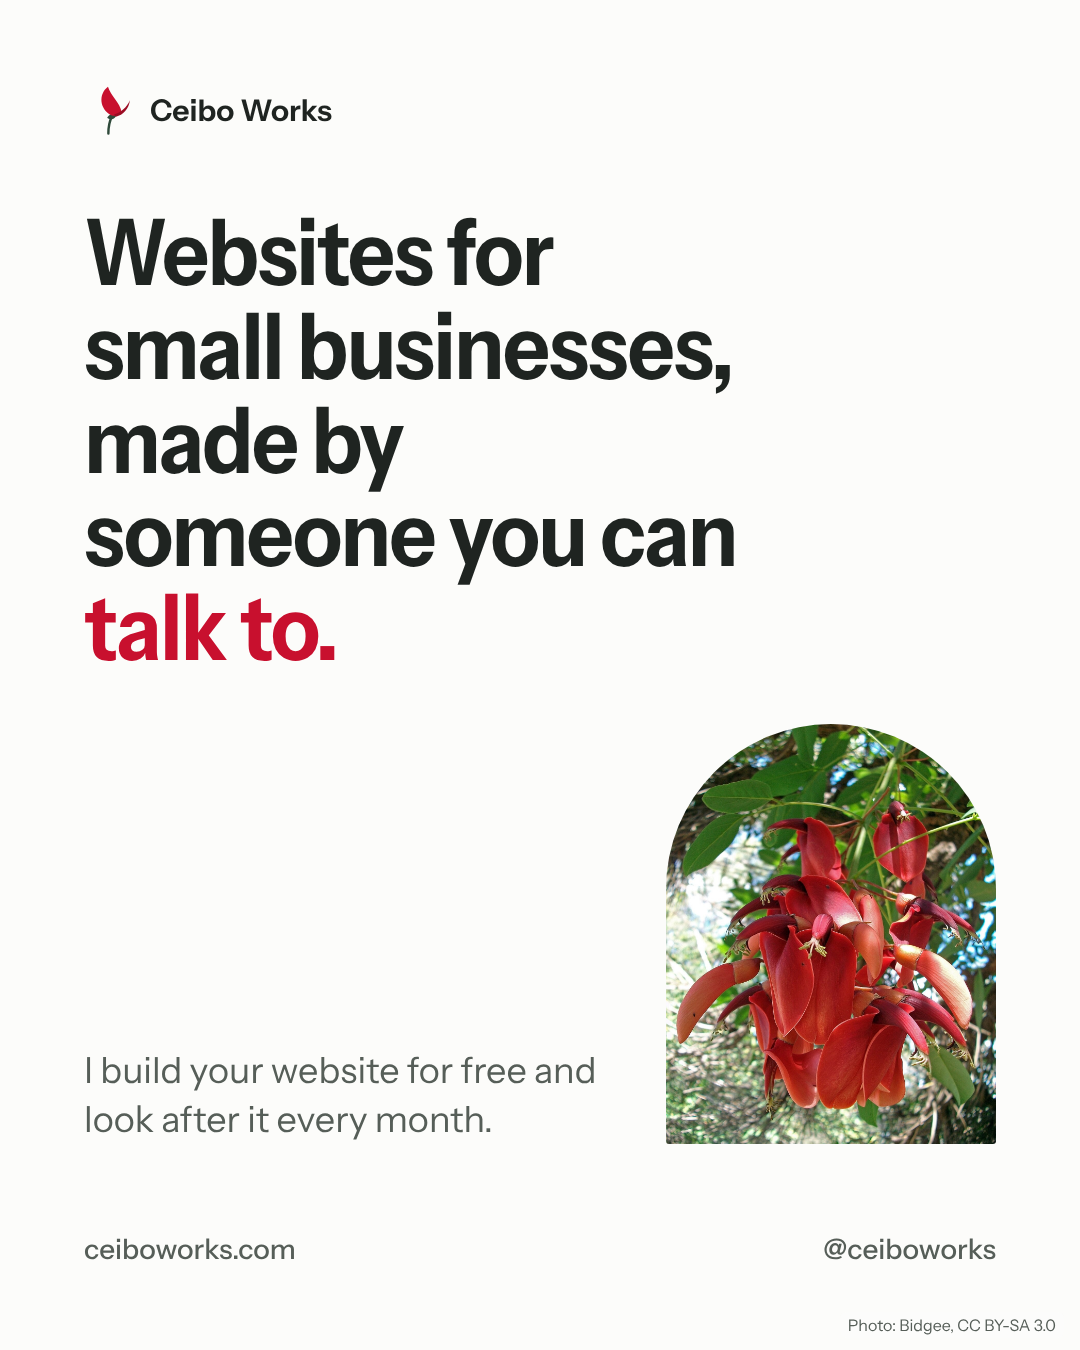 Ceibo Works
Websites for
small businesses,
made by
someone you can
talk to.
I build your website for free and
look after it every month.
ceiboworks.com
@ceiboworks
Photo: Bidgee, CC BY-SA 3.0